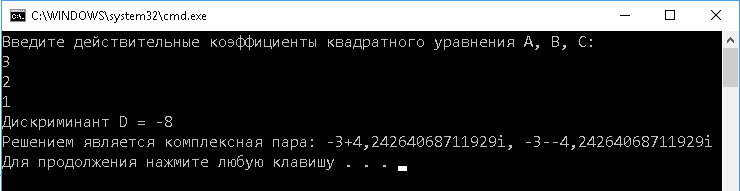 C:\WINDOWS\system32\cmd.exe
Введите действительные коэффициенты квадратного уравнения A, B, C:
3
2
1
Дискриминант D = -8
Решением является комплексная пара: -3+4,24264068711929i, -3--4,24264068711929i
Для продолжения нажмите любую клавишу . . .